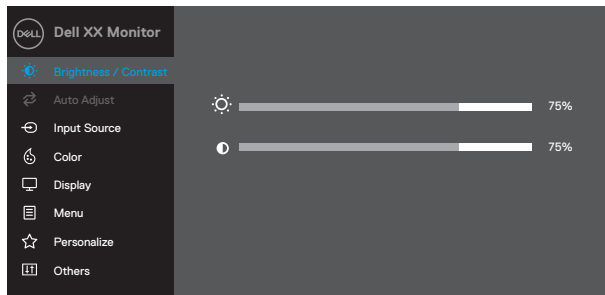 DELL Dell XX Monitor
Brightness / Contrast
Auto Adjust
75%
Input Source
Color
75%
Display
Menu
Personalize
Others